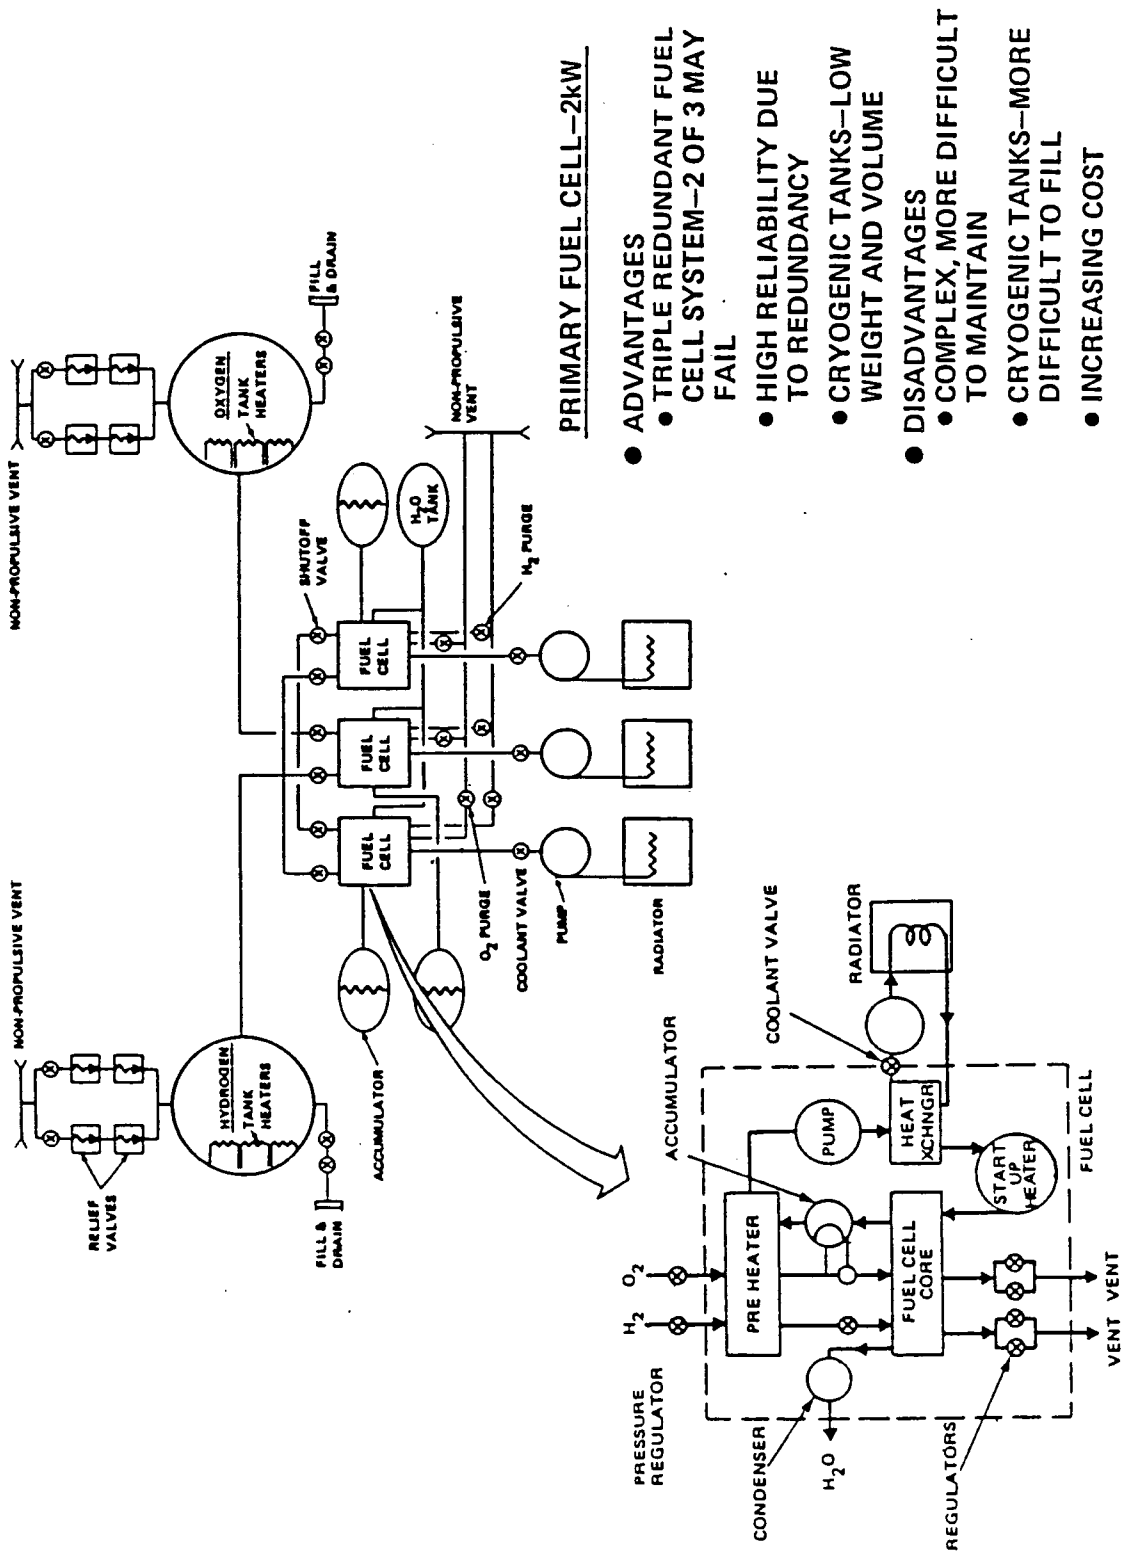 NON-PROPULSIVE VENT
RELIEF
VALVES
HYDROGEN
TANK
HEATERS
FILL &
DRAIN
NON-PROPULSIVE VENT
OXYGEN
TANK
HEATERS
FILL
& DRAIN
SHUTOFF
VALVE
FUEL
CELL
FUEL
CELL
FUEL
CELL
ACCUMULATOR
H2O
TANK
NON-PROPULSIVE
VENT
O2 PURGE
H2 PURGE
COOLANT VALVE
PUMP
RADIATOR
PRESSURE
REGULATOR
H2
O2
ACCUMULATOR
COOLANT VALVE
RADIATOR
PRE HEATER
PUMP
HEAT
XCHNGR
CONDENSER
H2O
FUEL CELL
CORE
START
UP
HEATER
REGULATORS
FUEL CELL
VENT
VENT
PRIMARY FUEL CELL–2kW
● ADVANTAGES
● TRIPLE REDUNDANT FUEL
CELL SYSTEM–2 OF 3 MAY
FAIL
● HIGH RELIABILITY DUE
TO REDUNDANCY
● CRYOGENIC TANKS–LOW
WEIGHT AND VOLUME
● DISADVANTAGES
● COMPLEX, MORE DIFFICULT
TO MAINTAIN
● CRYOGENIC TANKS–MORE
DIFFICULT TO FILL
● INCREASING COST